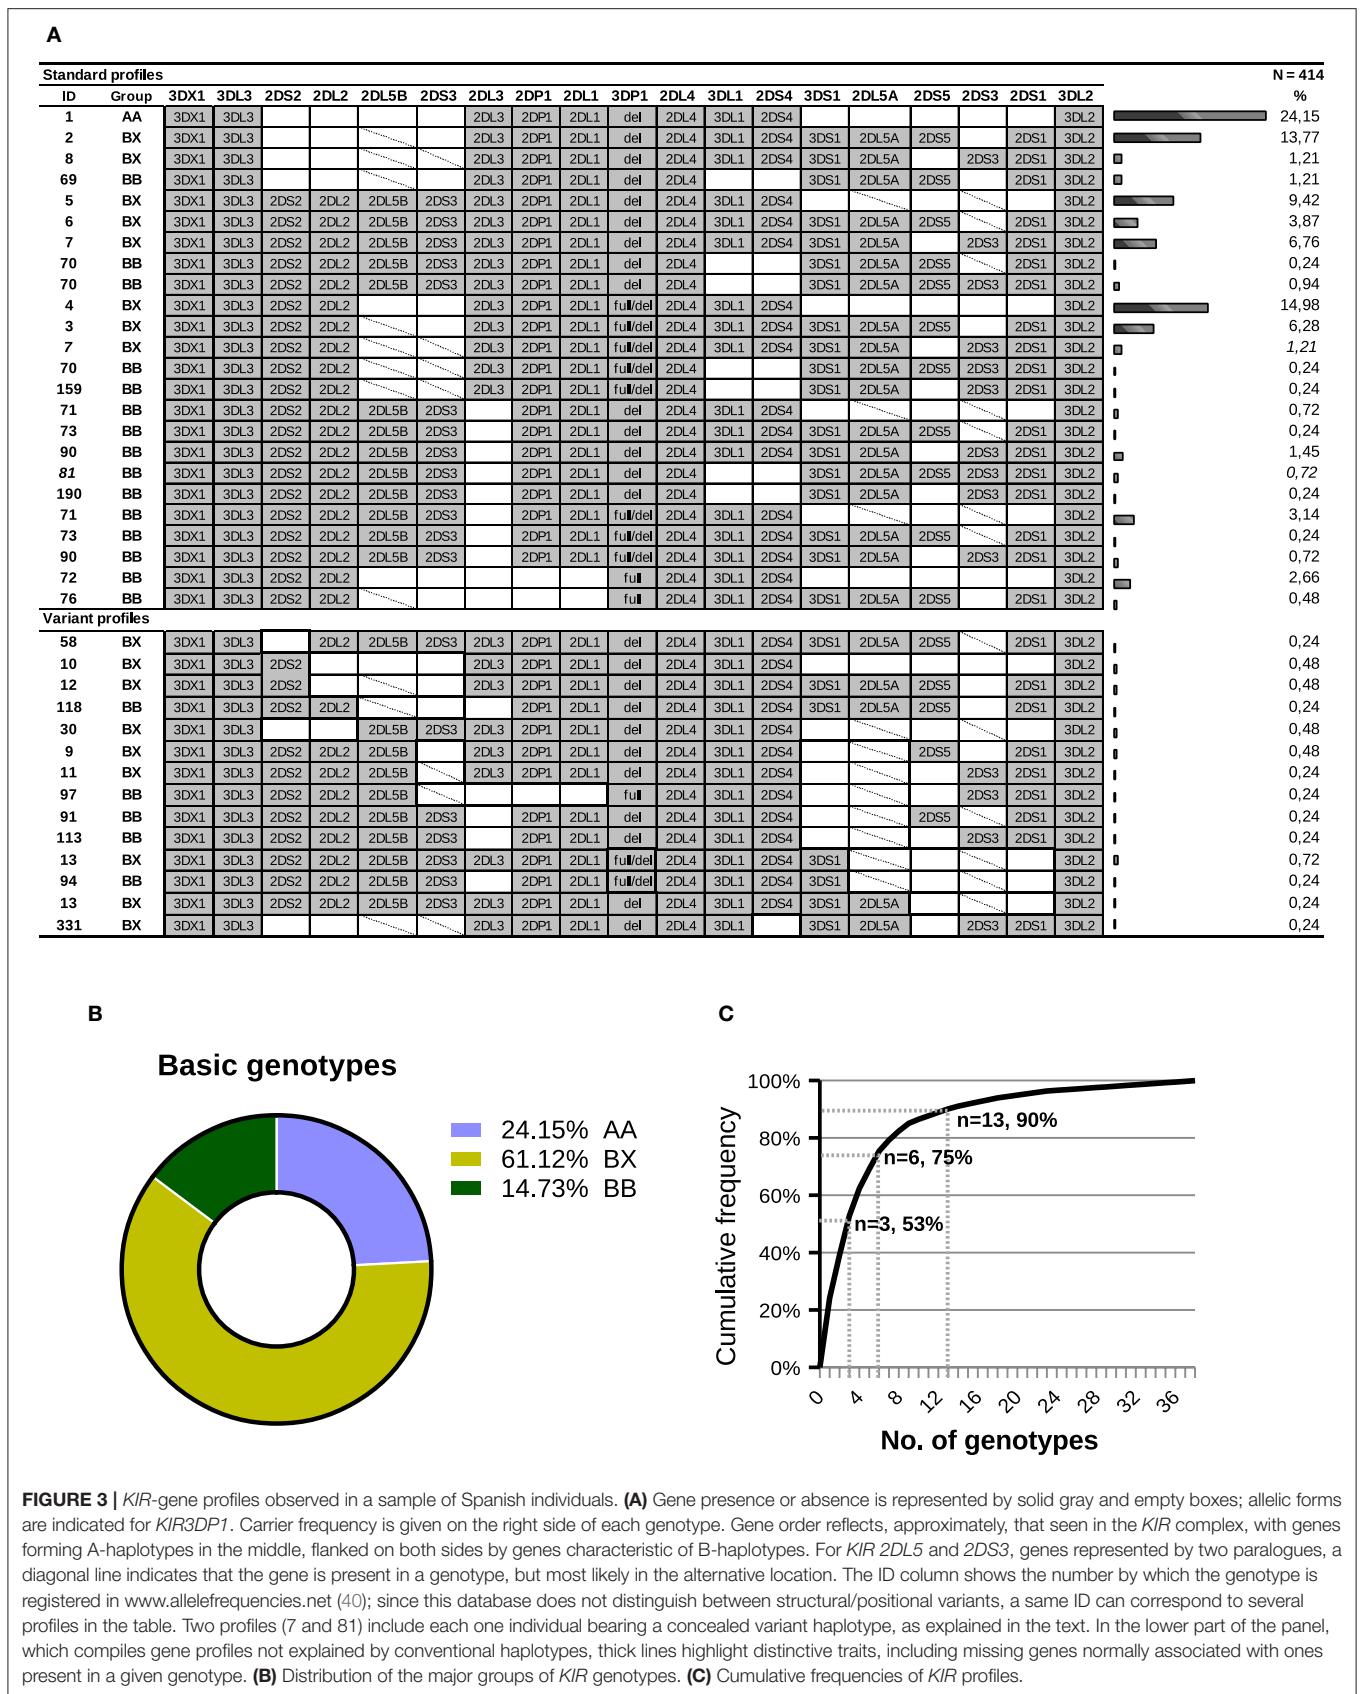 A
Standard profiles N = 414
ID Group 3DX1 3DL3 2DS2 2DL2 2DL5B 2DS3 2DL3 2DP1 2DL1 3DP1 2DL4 3DL1 2DS4 3DS1 2DL5A 2DS5 2DS3 2DS1 3DL2 %
1 AA 3DX1 3DL3 2DL3 2DP1 2DL1 del 2DL4 3DL1 2DS4 3DL2 24,15
2 BX 3DX1 3DL3 2DL3 2DP1 2DL1 del 2DL4 3DL1 2DS4 3DS1 2DL5A 2DS5 2DS1 3DL2 13,77
8 BX 3DX1 3DL3 2DL3 2DP1 2DL1 del 2DL4 3DL1 2DS4 3DS1 2DL5A 2DS3 2DS1 3DL2 1,21
69 BB 3DX1 3DL3 2DL3 2DP1 2DL1 del 2DL4 3DS1 2DL5A 2DS5 2DS1 3DL2 1,21
5 BX 3DX1 3DL3 2DS2 2DL2 2DL5B 2DS3 2DL3 2DP1 2DL1 del 2DL4 3DL1 2DS4 3DL2 9,42
6 BX 3DX1 3DL3 2DS2 2DL2 2DL5B 2DS3 2DL3 2DP1 2DL1 del 2DL4 3DL1 2DS4 3DS1 2DL5A 2DS5 2DS1 3DL2 3,87
7 BX 3DX1 3DL3 2DS2 2DL2 2DL5B 2DS3 2DL3 2DP1 2DL1 del 2DL4 3DL1 2DS4 3DS1 2DL5A 2DS3 2DS1 3DL2 6,76
70 BB 3DX1 3DL3 2DS2 2DL2 2DL5B 2DS3 2DL3 2DP1 2DL1 del 2DL4 3DS1 2DL5A 2DS5 2DS1 3DL2 0,24
70 BB 3DX1 3DL3 2DS2 2DL2 2DL5B 2DS3 2DL3 2DP1 2DL1 del 2DL4 3DS1 2DL5A 2DS5 2DS3 2DS1 3DL2 0,94
4 BX 3DX1 3DL3 2DS2 2DL2 2DL3 2DP1 2DL1 full/del 2DL4 3DL1 2DS4 3DL2 14,98
3 BX 3DX1 3DL3 2DS2 2DL2 2DL3 2DP1 2DL1 full/del 2DL4 3DL1 2DS4 3DS1 2DL5A 2DS5 2DS1 3DL2 6,28
7 BX 3DX1 3DL3 2DS2 2DL2 2DL3 2DP1 2DL1 full/del 2DL4 3DL1 2DS4 3DS1 2DL5A 2DS3 2DS1 3DL2 1,21
70 BB 3DX1 3DL3 2DS2 2DL2 2DL3 2DP1 2DL1 full/del 2DL4 3DS1 2DL5A 2DS5 2DS3 2DS1 3DL2 0,24
159 BB 3DX1 3DL3 2DS2 2DL2 2DL3 2DP1 2DL1 full/del 2DL4 3DS1 2DL5A 2DS3 2DS1 3DL2 0,24
71 BB 3DX1 3DL3 2DS2 2DL2 2DL5B 2DS3 2DP1 2DL1 del 2DL4 3DL1 2DS4 3DL2 0,72
73 BB 3DX1 3DL3 2DS2 2DL2 2DL5B 2DS3 2DP1 2DL1 del 2DL4 3DL1 2DS4 3DS1 2DL5A 2DS5 2DS1 3DL2 0,24
90 BB 3DX1 3DL3 2DS2 2DL2 2DL5B 2DS3 2DP1 2DL1 del 2DL4 3DL1 2DS4 3DS1 2DL5A 2DS3 2DS1 3DL2 1,45
81 BB 3DX1 3DL3 2DS2 2DL2 2DL5B 2DS3 2DP1 2DL1 del 2DL4 3DS1 2DL5A 2DS5 2DS3 2DS1 3DL2 0,72
190 BB 3DX1 3DL3 2DS2 2DL2 2DL5B 2DS3 2DP1 2DL1 del 2DL4 3DS1 2DL5A 2DS3 2DS1 3DL2 0,24
71 BB 3DX1 3DL3 2DS2 2DL2 2DL5B 2DS3 2DP1 2DL1 full/del 2DL4 3DL1 2DS4 3DL2 3,14
73 BB 3DX1 3DL3 2DS2 2DL2 2DL5B 2DS3 2DP1 2DL1 full/del 2DL4 3DL1 2DS4 3DS1 2DL5A 2DS5 2DS1 3DL2 0,24
90 BB 3DX1 3DL3 2DS2 2DL2 2DL5B 2DS3 2DP1 2DL1 full/del 2DL4 3DL1 2DS4 3DS1 2DL5A 2DS3 2DS1 3DL2 0,72
72 BB 3DX1 3DL3 2DS2 2DL2 full 2DL4 3DL1 2DS4 3DL2 2,66
76 BB 3DX1 3DL3 2DS2 2DL2 full 2DL4 3DL1 2DS4 3DS1 2DL5A 2DS5 2DS1 3DL2 0,48
Variant profiles
58 BX 3DX1 3DL3 2DL2 2DL5B 2DS3 2DL3 2DP1 2DL1 del 2DL4 3DL1 2DS4 3DS1 2DL5A 2DS5 2DS1 3DL2 0,24
10 BX 3DX1 3DL3 2DS2 2DL3 2DP1 2DL1 del 2DL4 3DL1 2DS4 3DL2 0,48
12 BX 3DX1 3DL3 2DS2 2DL3 2DP1 2DL1 del 2DL4 3DL1 2DS4 3DS1 2DL5A 2DS5 2DS1 3DL2 0,48
118 BB 3DX1 3DL3 2DS2 2DL2 2DP1 2DL1 del 2DL4 3DL1 2DS4 3DS1 2DL5A 2DS5 2DS1 3DL2 0,24
30 BX 3DX1 3DL3 2DL5B 2DS3 2DL3 2DP1 2DL1 del 2DL4 3DL1 2DS4 3DL2 0,48
9 BX 3DX1 3DL3 2DS2 2DL2 2DL5B 2DL3 2DP1 2DL1 del 2DL4 3DL1 2DS4 2DS5 2DS1 3DL2 0,48
11 BX 3DX1 3DL3 2DS2 2DL2 2DL5B 2DL3 2DP1 2DL1 del 2DL4 3DL1 2DS4 2DS3 2DS1 3DL2 0,24
97 BB 3DX1 3DL3 2DS2 2DL2 2DL5B full 2DL4 3DL1 2DS4 2DS3 2DS1 3DL2 0,24
91 BB 3DX1 3DL3 2DS2 2DL2 2DL5B 2DS3 2DP1 2DL1 del 2DL4 3DL1 2DS4 2DS5 2DS1 3DL2 0,24
113 BB 3DX1 3DL3 2DS2 2DL2 2DL5B 2DS3 2DP1 2DL1 del 2DL4 3DL1 2DS4 2DS3 2DS1 3DL2 0,24
13 BX 3DX1 3DL3 2DS2 2DL2 2DL5B 2DS3 2DL3 2DP1 2DL1 full/del 2DL4 3DL1 2DS4 3DS1 3DL2 0,72
94 BB 3DX1 3DL3 2DS2 2DL2 2DL5B 2DS3 2DP1 2DL1 full/del 2DL4 3DL1 2DS4 3DS1 3DL2 0,24
13 BX 3DX1 3DL3 2DS2 2DL2 2DL5B 2DS3 2DL3 2DP1 2DL1 del 2DL4 3DL1 2DS4 3DS1 2DL5A 3DL2 0,24
331 BX 3DX1 3DL3 2DL3 2DP1 2DL1 del 2DL4 3DL1 3DS1 2DL5A 2DS3 2DS1 3DL2 0,24
B
Basic genotypes
24.15% AA
61.12% BX
14.73% BB
C
Cumulative frequency
100%
80%
60%
40%
20%
0%
n=13, 90%
n=6, 75%
n=3, 53%
0 4 8 12 16 20 24 28 32 36
No. of genotypes
FIGURE 3 | KIR-gene profiles observed in a sample of Spanish individuals. (A) Gene presence or absence is represented by solid gray and empty boxes; allelic forms
are indicated for KIR3DP1. Carrier frequency is given on the right side of each genotype. Gene order reflects, approximately, that seen in the KIR complex, with genes
forming A-haplotypes in the middle, flanked on both sides by genes characteristic of B-haplotypes. For KIR 2DL5 and 2DS3, genes represented by two paralogues, a
diagonal line indicates that the gene is present in a genotype, but most likely in the alternative location. The ID column shows the number by which the genotype is
registered in www.allelefrequencies.net (40); since this database does not distinguish between structural/positional variants, a same ID can correspond to several
profiles in the table. Two profiles (7 and 81) include each one individual bearing a concealed variant haplotype, as explained in the text. In the lower part of the panel,
which compiles gene profiles not explained by conventional haplotypes, thick lines highlight distinctive traits, including missing genes normally associated with ones
present in a given genotype. (B) Distribution of the major groups of KIR genotypes. (C) Cumulative frequencies of KIR profiles.